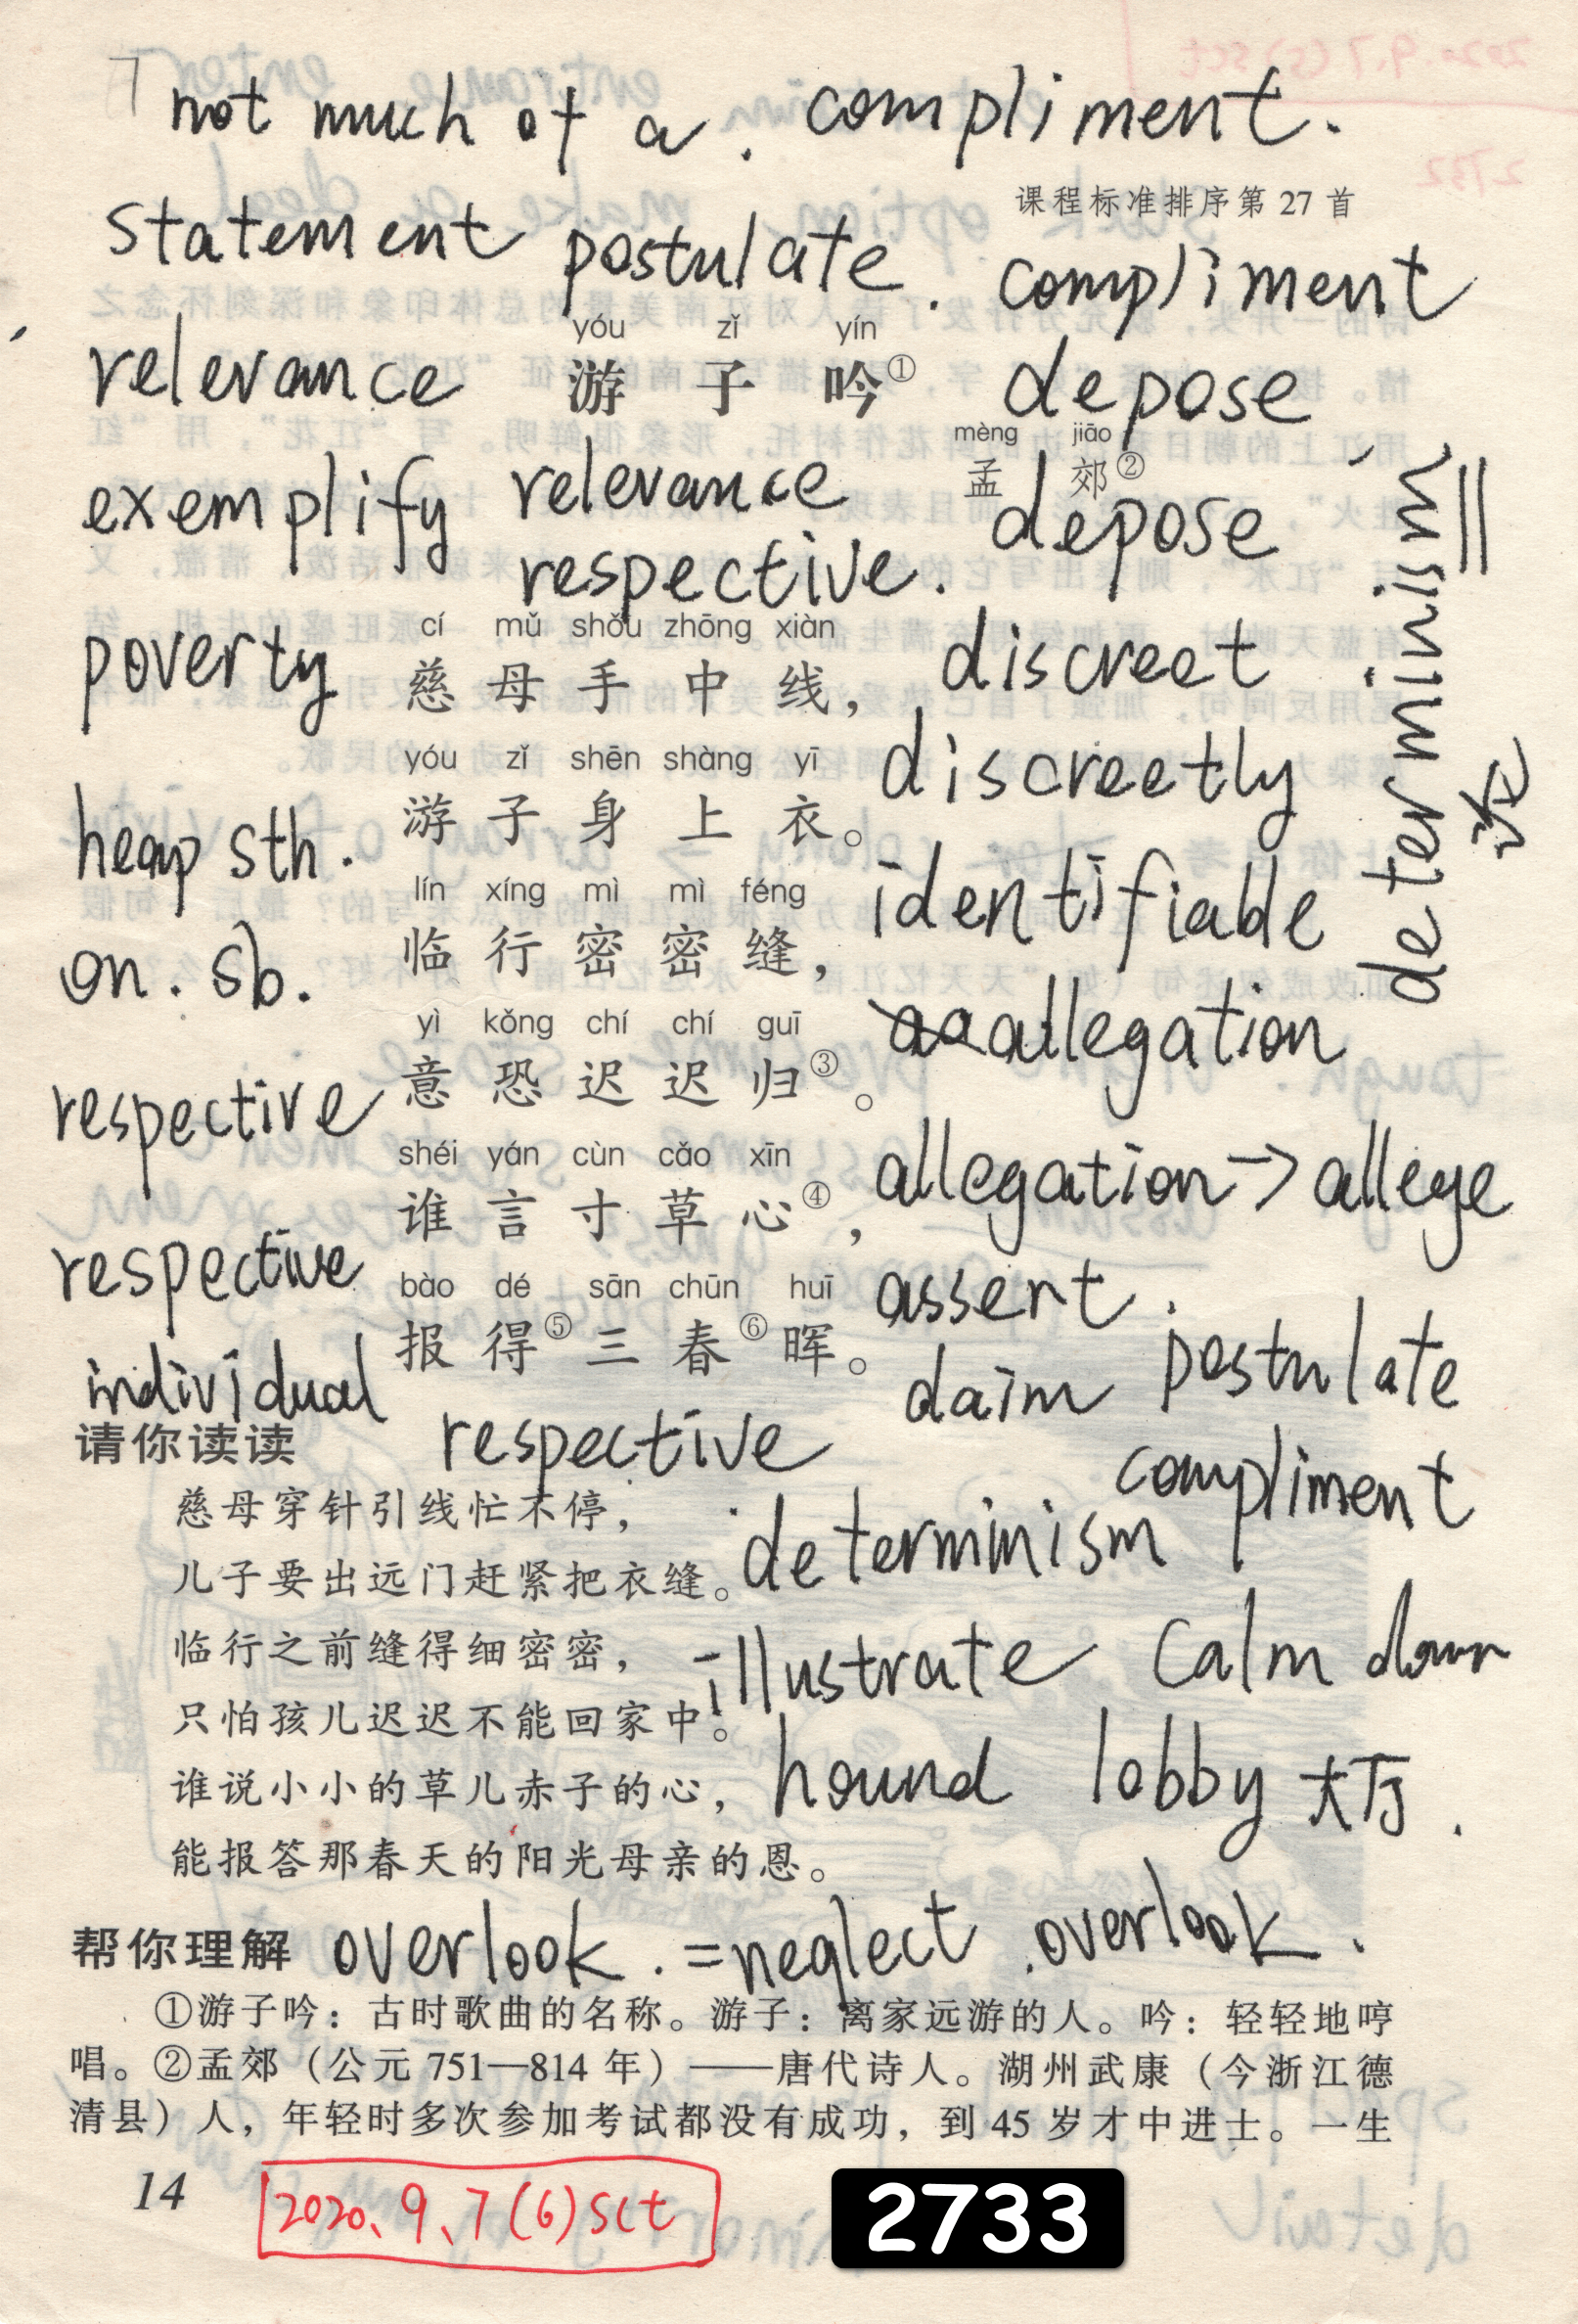 not much of a . compliment.
课程标准排序第 27 首
statement postulate . compliment
yóu zǐ yín
relevance 游子吟① depose
mèng jiāo
孟郊②
exemplify relevance depose
respective .
determinism 论
cí mǔ shǒu zhōng xiàn
poverty 慈母手中线， discreet
yóu zǐ shēn shàng yī
游子身上衣。 discreetly
heap sth .
lín xíng mì mì féng
临行密密缝， identifiable
on . sb .
yì kǒng chí chí guī
意恐迟迟归③。 allegation
respective
shéi yán cùn cǎo xīn
谁言寸草心④， allegation → allege
respective
bào dé sān chūn huī
报得⑤三春⑥晖。 assert .
individual claim postulate
请你读读 respective
compliment
慈母穿针引线忙不停，
儿子要出远门赶紧把衣缝。 determinism
临行之前缝得细密密， illustrate calm down
只怕孩儿迟迟不能回家中。
谁说小小的草儿赤子的心， hound lobby 大厅 .
能报答那春天的阳光母亲的恩。
帮你理解 overlook . = neglect . overlook .
①游子吟：古时歌曲的名称。游子：离家远游的人。吟：轻轻地哼
唱。②孟郊（公元 751—814 年）——唐代诗人。湖州武康（今浙江德
清县）人，年轻时多次参加考试都没有成功，到 45 岁才中进士。一生
14 2020、9、7(6)sct 2733